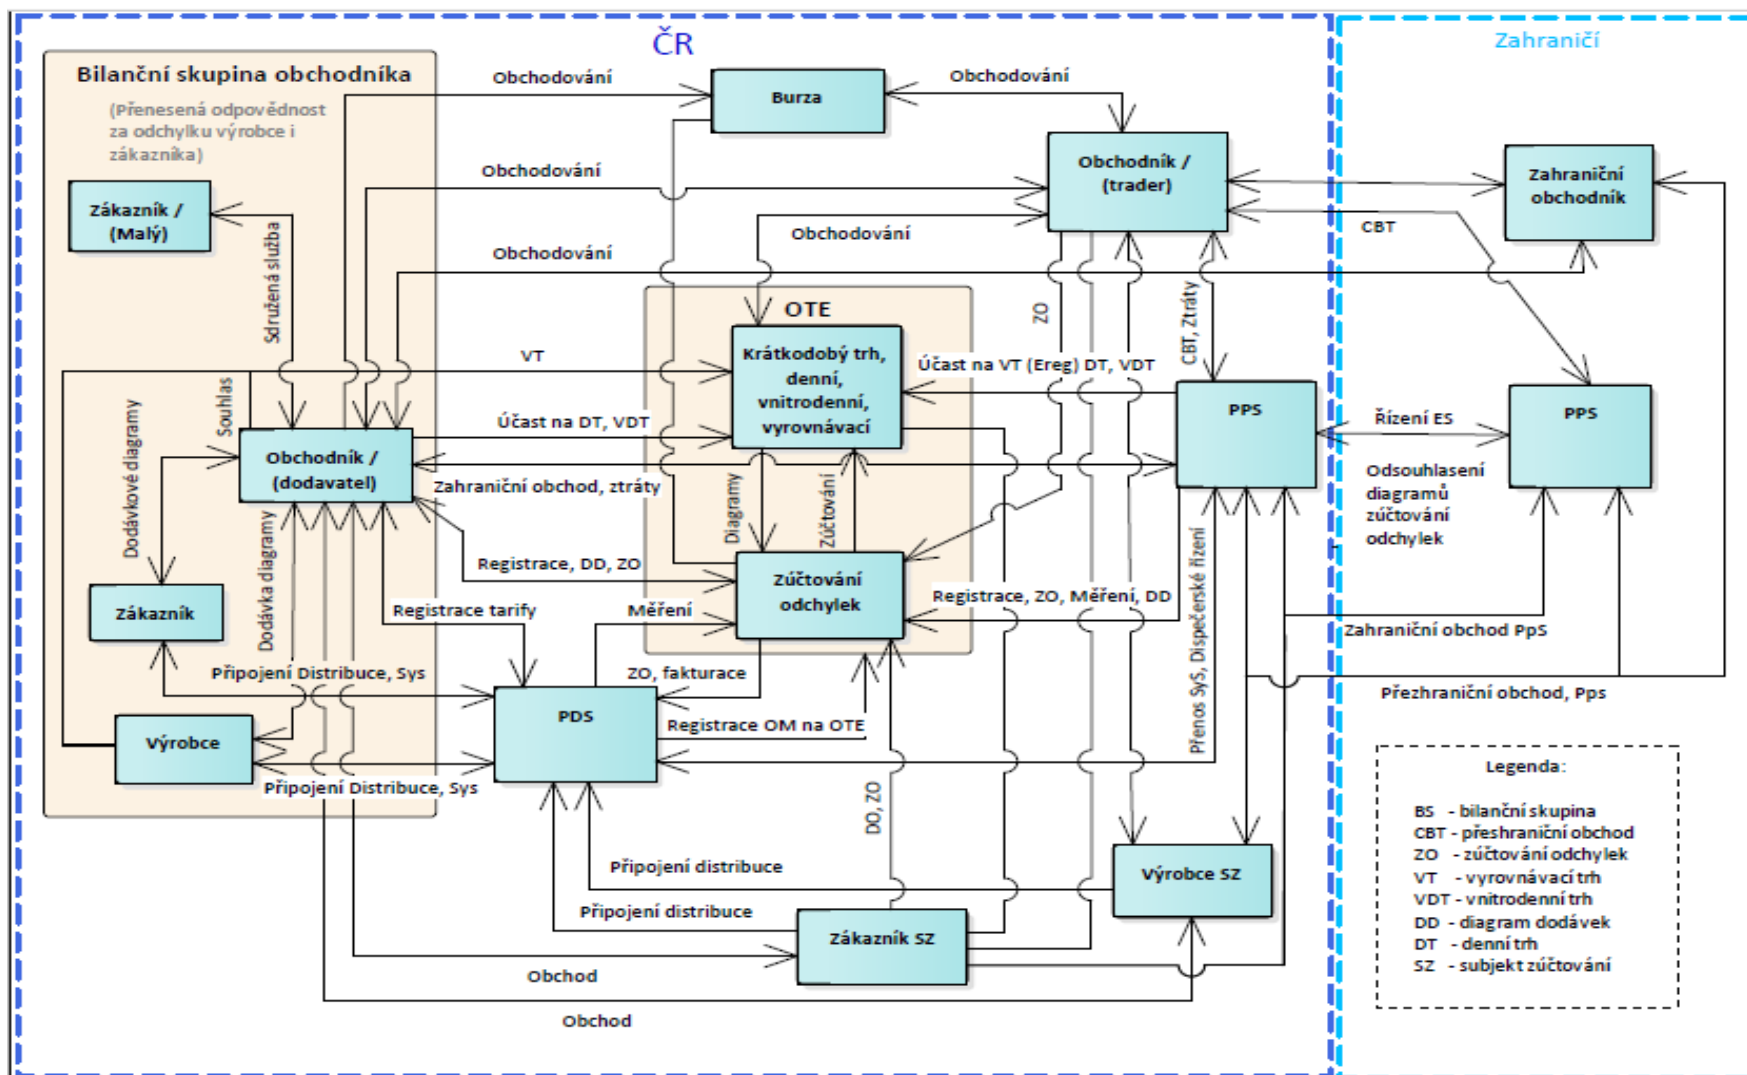 ČR
Zahraničí
Bilanční skupina obchodníka
(Přenesená odpovědnost
za odchylku výrobce i
zákazníka)
Obchodování
Burza
Obchodování
Obchodník /
(trader)
Zahraniční
obchodník
Zákazník /
(Malý)
Obchodování
Obchodování
CBT
Obchodování
Sdružená služba
OTE
ZO
CBT, Ztráty
Krátkodobý trh,
denní,
vnitrodenní,
vyrovnávací
VT
Účast na VT (Ereg) DT, VDT
Souhlas
PPS
PPS
Účast na DT, VDT
Řízení ES
Obchodník /
(dodavatel)
Dodávkové diagramy
Zahraniční obchod, ztráty
Diagramy
Zúčtování
Odsouhlasení
diagramů
zúčtování
odchylek
Registrace, DD, ZO
Zúčtování
odchylek
Dodávka diagramy
Zákazník
Registrace tarify
Měření
Registrace, ZO, Měření, DD
Přenos SyS, Dispečerské řízení
Zahraniční obchod PpS
Připojení Distribuce, Sys
ZO, fakturace
Přezhraniční obchod, Pps
PDS
Registrace OM na OTE
Výrobce
Připojení Distribuce, Sys
DO, ZO
Legenda:
BS - bilanční skupina
CBT - přeshraniční obchod
ZO - zúčtování odchylek
VT - vyrovnávací trh
VDT - vnitrodenní trh
DD - diagram dodávek
DT - denní trh
SZ - subjekt zúčtování
Připojení distribuce
Výrobce SZ
Připojení distribuce
Zákazník SZ
Obchod
Obchod